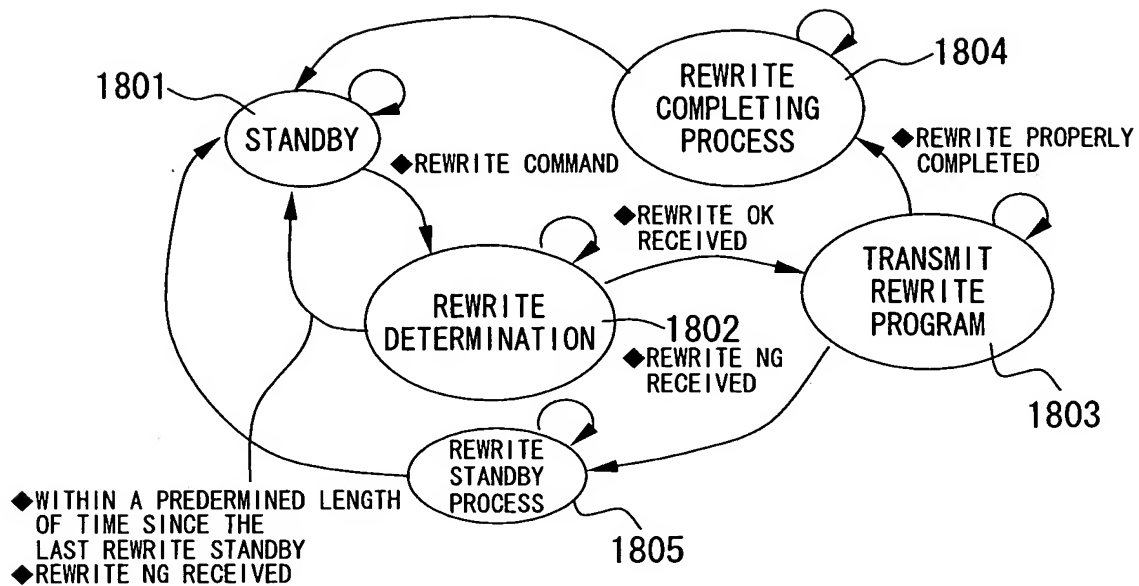 1801
STANDBY
REWRITE
COMPLETING
PROCESS
1804
◆REWRITE COMMAND
◆REWRITE PROPERLY
COMPLETED
◆REWRITE OK
RECEIVED
REWRITE
DETERMINATION
1802
◆REWRITE NG
RECEIVED
TRANSMIT
REWRITE
PROGRAM
1803
REWRITE
STANDBY
PROCESS
1805
◆WITHIN A PREDERMINED LENGTH
OF TIME SINCE THE
LAST REWRITE STANDBY
◆REWRITE NG RECEIVED